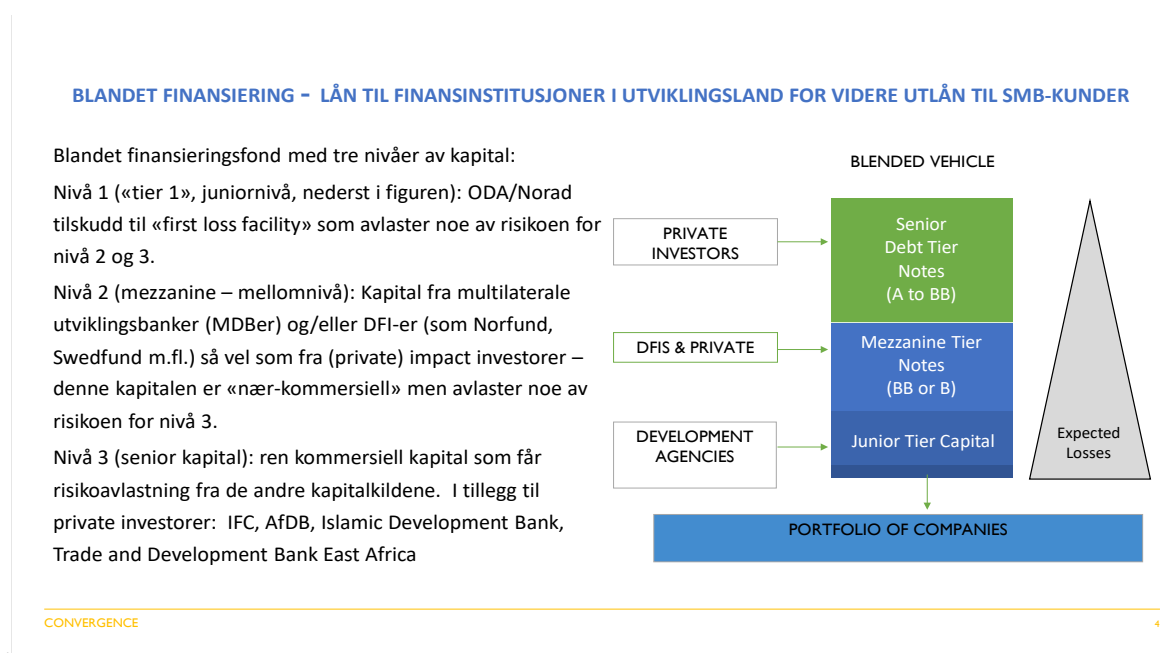 BLANDET FINANSIERING – LÅN TIL FINANSINSTITUSJONER I UTVIKLINGSLAND FOR VIDERE UTLÅN TIL SMB-KUNDER
Blandet finansieringsfond med tre nivåer av kapital:
Nivå 1 («tier 1», juniornivå, nederst i figuren): ODA/Norad
tilskudd til «first loss facility» som avlaster noe av risikoen for
nivå 2 og 3.
Nivå 2 (mezzanine – mellomnivå): Kapital fra multilaterale
utviklingsbanker (MDBer) og/eller DFI-er (som Norfund,
Swedfund m.fl.) så vel som fra (private) impact investorer –
denne kapitalen er «nær-kommersiell» men avlaster noe av
risikoen for nivå 3.
Nivå 3 (senior kapital): ren kommersiell kapital som får
risikoavlastning fra de andre kapitalkildene. I tillegg til
private investorer: IFC, AfDB, Islamic Development Bank,
Trade and Development Bank East Africa
BLENDED VEHICLE
PRIVATE
INVESTORS
Senior
Debt Tier
Notes
(A to BB)
DFIS & PRIVATE
Mezzanine Tier
Notes
(BB or B)
DEVELOPMENT
AGENCIES
Junior Tier Capital
Expected
Losses
PORTFOLIO OF COMPANIES
CONVERGENCE
4